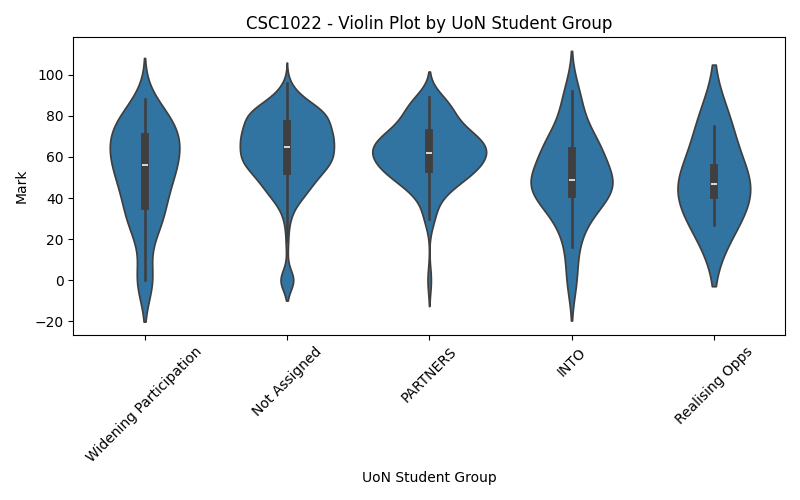 CSC1022 - Violin Plot by UoN Student Group
Mark
100
80
60
40
20
0
−20
Widening Participation
Not Assigned
PARTNERS
INTO
Realising Opps
UoN Student Group